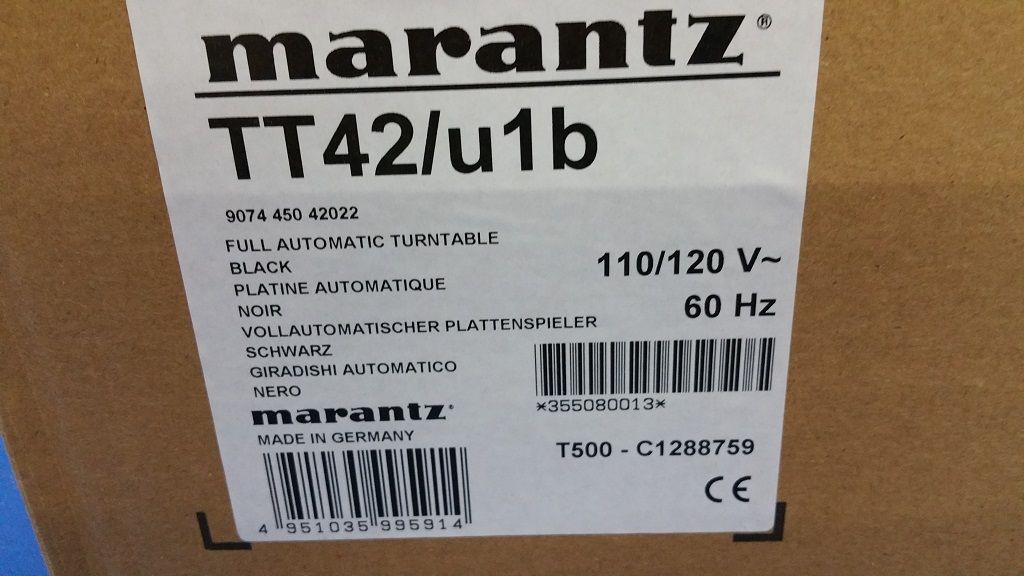 marantz®
TT42/u1b
9074 450 42022
FULL AUTOMATIC TURNTABLE
BLACK
PLATINE AUTOMATIQUE
NOIR
VOLLAUTOMATISCHER PLATTENSPIELER
SCHWARZ
GIRADISHI AUTOMATICO
NERO
marantz®
MADE IN GERMANY
4 951035 995914
110/120 V~
60 Hz
*355080013*
T500 - C1288759
CE